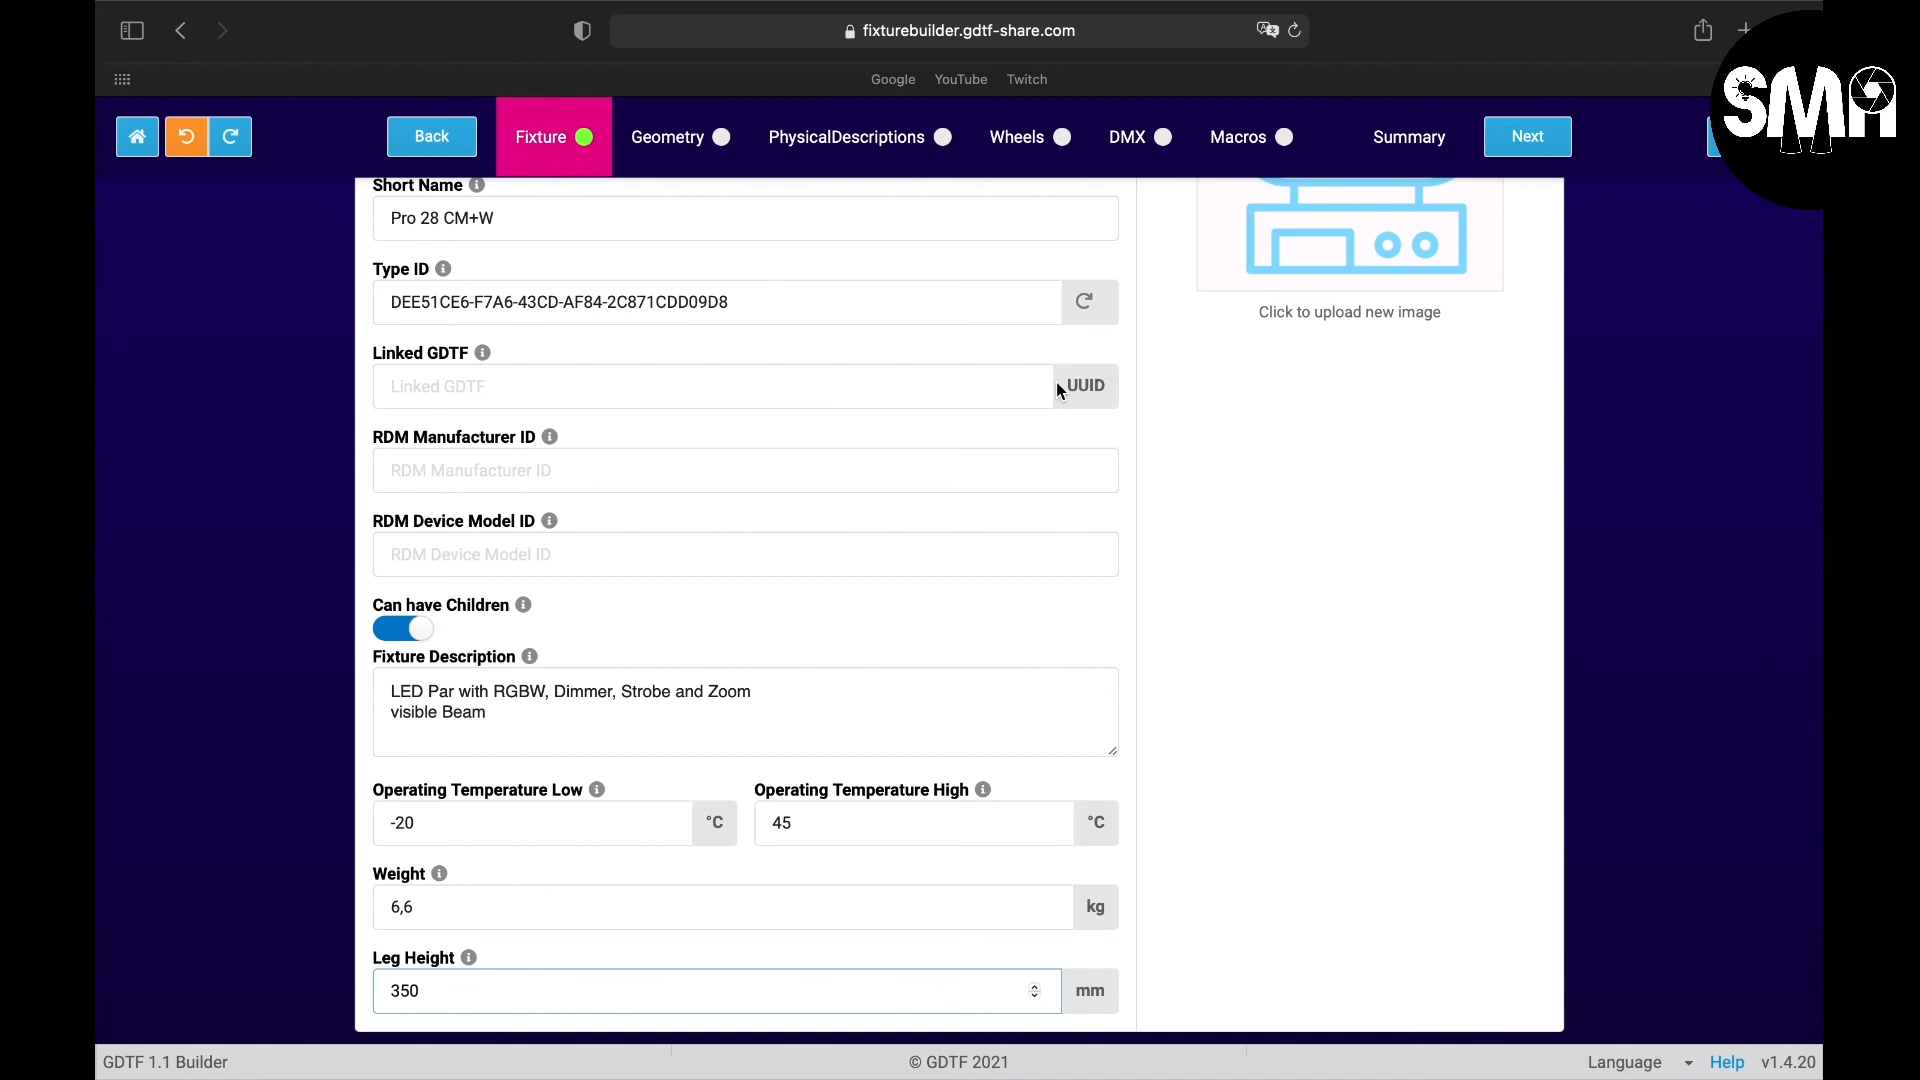 fixturebuilder.gdtf-share.com
Google YouTube Twitch
SMH
Back Fixture Geometry PhysicalDescriptions Wheels DMX Macros Summary Next
Short Name
Pro 28 CM+W
Type ID
DEE51CE6-F7A6-43CD-AF84-2C871CDD09D8
Click to upload new image
Linked GDTF
Linked GDTF UUID
RDM Manufacturer ID
RDM Manufacturer ID
RDM Device Model ID
RDM Device Model ID
Can have Children
Fixture Description
LED Par with RGBW, Dimmer, Strobe and Zoom
visible Beam
Operating Temperature Low Operating Temperature High
-20 °C 45 °C
Weight
6,6 kg
Leg Height
350 mm
GDTF 1.1 Builder © GDTF 2021 Language Help v1.4.20